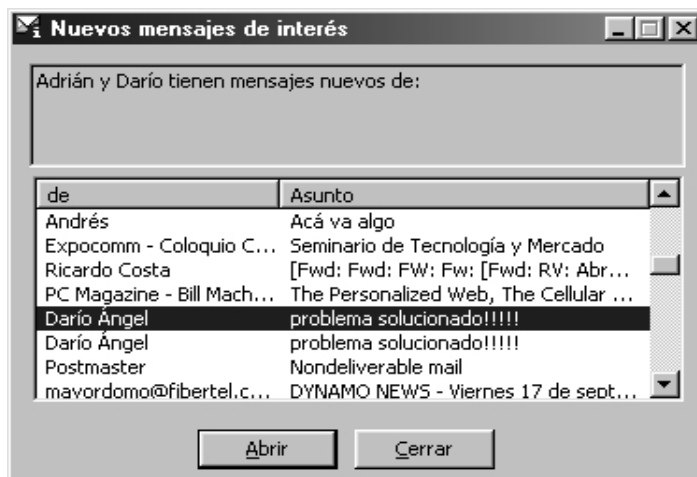 Nuevos mensajes de interés
Adrián y Darío tienen mensajes nuevos de:
de Asunto
Andrés Acá va algo
Expocomm - Coloquio C... Seminario de Tecnología y Mercado
Ricardo Costa [Fwd: Fwd: FW: Fw: [Fwd: RV: Abr...
PC Magazine - Bill Mach... The Personalized Web, The Cellular ...
Darío Ángel problema solucionado!!!!!
Darío Ángel problema solucionado!!!!!
Postmaster Nondeliverable mail
mayordomo@fibertel.c... DYNAMO NEWS - Viernes 17 de sept...
Abrir Cerrar